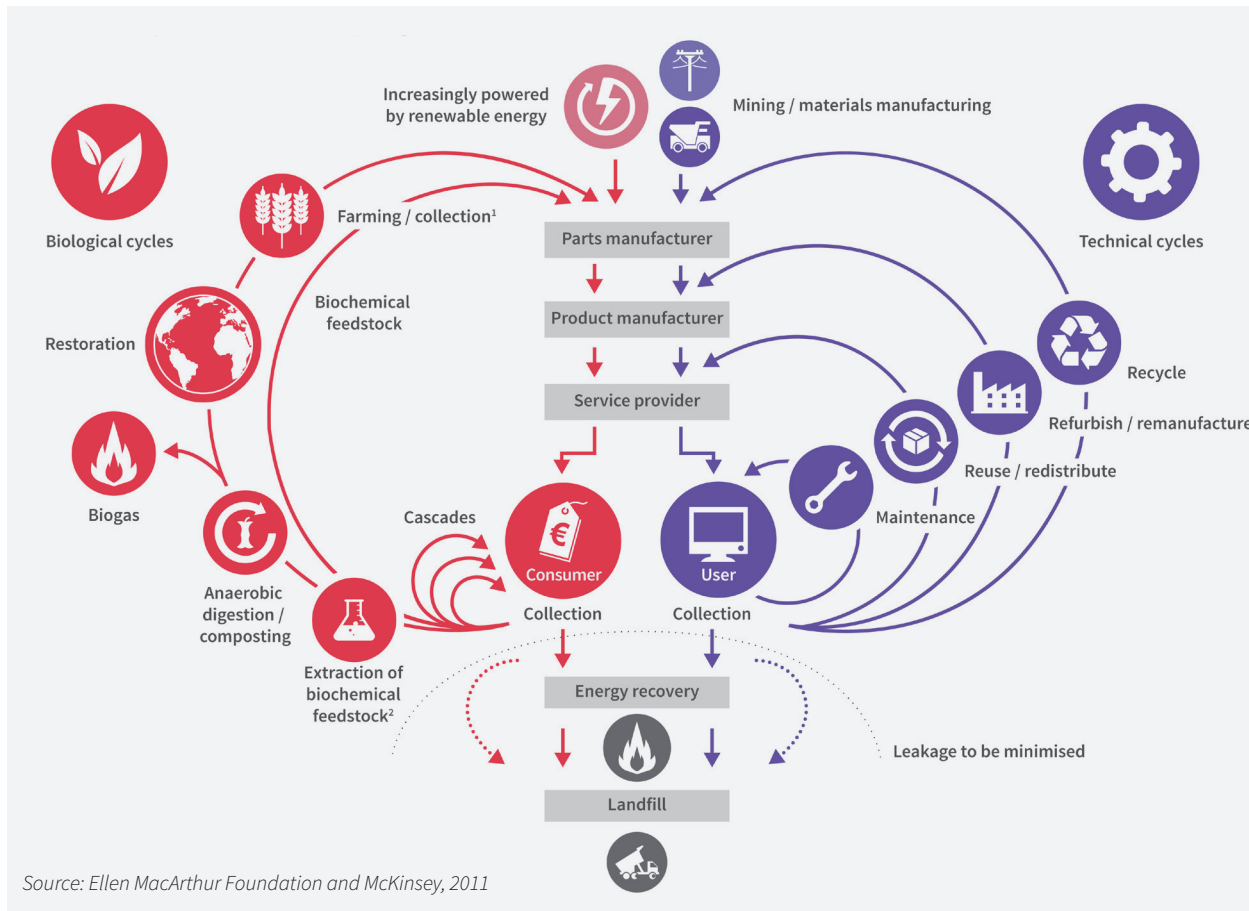 Increasingly powered
by renewable energy
Mining / materials manufacturing
Biological cycles
Farming / collection¹
Parts manufacturer
Technical cycles
Biochemical
feedstock
Product manufacturer
Restoration
Recycle
Service provider
Refurbish / remanufacture
Reuse / redistribute
Biogas
Cascades
€
Maintenance
Consumer
User
Anaerobic
digestion /
composting
Collection
Collection
Extraction of
biochemical
feedstock²
Energy recovery
Leakage to be minimised
Landfill
Source: Ellen MacArthur Foundation and McKinsey, 2011